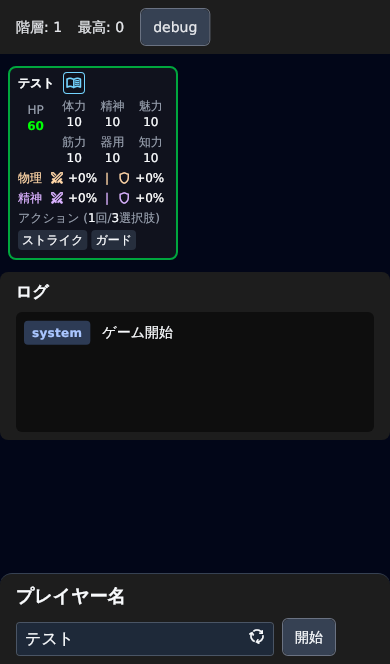 階層: 1 最高: 0 debug
テスト
HP
60
体力 精神 魅力
10 10 10
筋力 器用 知力
10 10 10
物理 +0% | +0%
精神 +0% | +0%
アクション (1回/3選択肢)
ストライク ガード
ログ
system ゲーム開始
プレイヤー名
テスト 開始